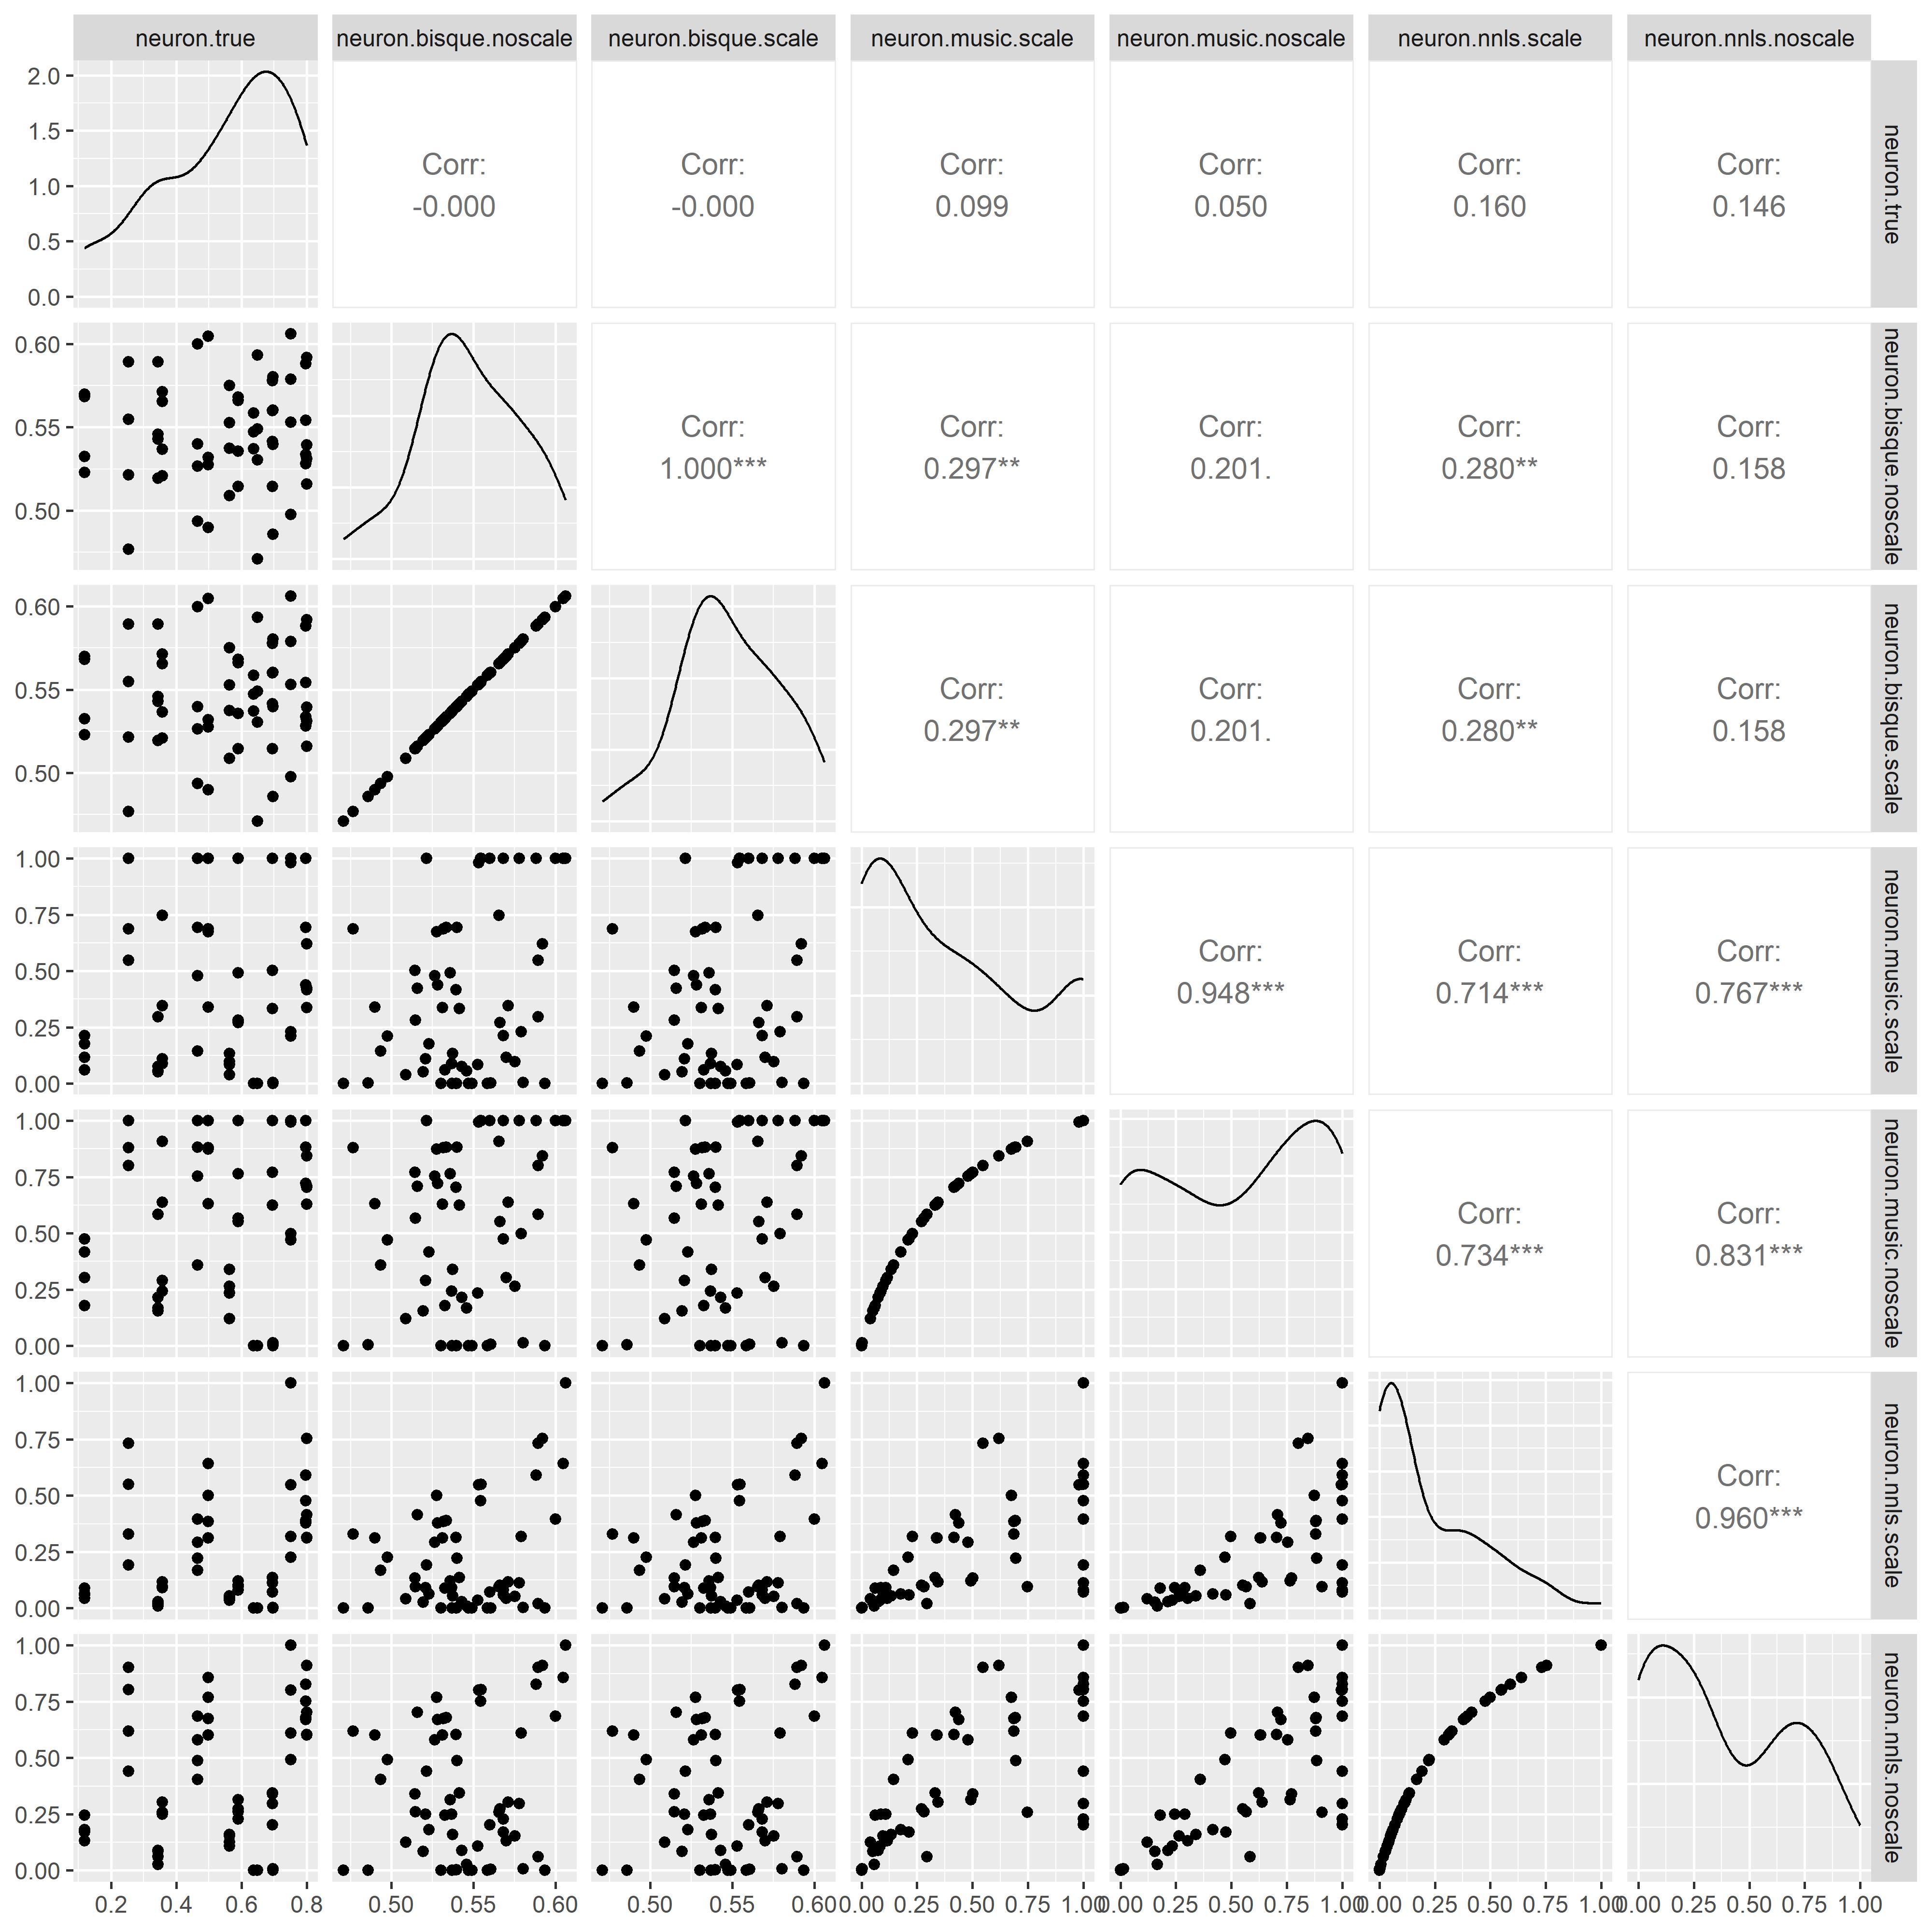 neuron.true neuron.bisque.noscale neuron.bisque.scale neuron.music.scale neuron.music.noscale neuron.nnls.scale neuron.nnls.noscale
2.0
1.5
1.0
0.5
0.0
Corr: Corr: Corr: Corr: Corr: Corr:
-0.000 -0.000 0.099 0.050 0.160 0.146
neuron.true
0.60
0.55
0.50
Corr: Corr: Corr: Corr: Corr:
1.000*** 0.297** 0.201. 0.280** 0.158
neuron.bisque.noscale
0.60
0.55
0.50
Corr: Corr: Corr: Corr:
0.297** 0.201. 0.280** 0.158
neuron.bisque.scale
1.00
0.75
0.50
0.25
0.00
Corr: Corr: Corr:
0.948*** 0.714*** 0.767***
neuron.music.scale
1.00
0.75
0.50
0.25
0.00
Corr: Corr:
0.734*** 0.831***
neuron.music.noscale
1.00
0.75
0.50
0.25
0.00
Corr:
0.960***
neuron.nnls.scale
1.00
0.75
0.50
0.25
0.00
neuron.nnls.noscale
0.2 0.4 0.6 0.8 0.50 0.55 0.60 0.50 0.55 0.60 0.00 0.25 0.50 0.75 1.00 0.00 0.25 0.50 0.75 1.00 0.00 0.25 0.50 0.75 1.00 0.00 0.25 0.50 0.75 1.00